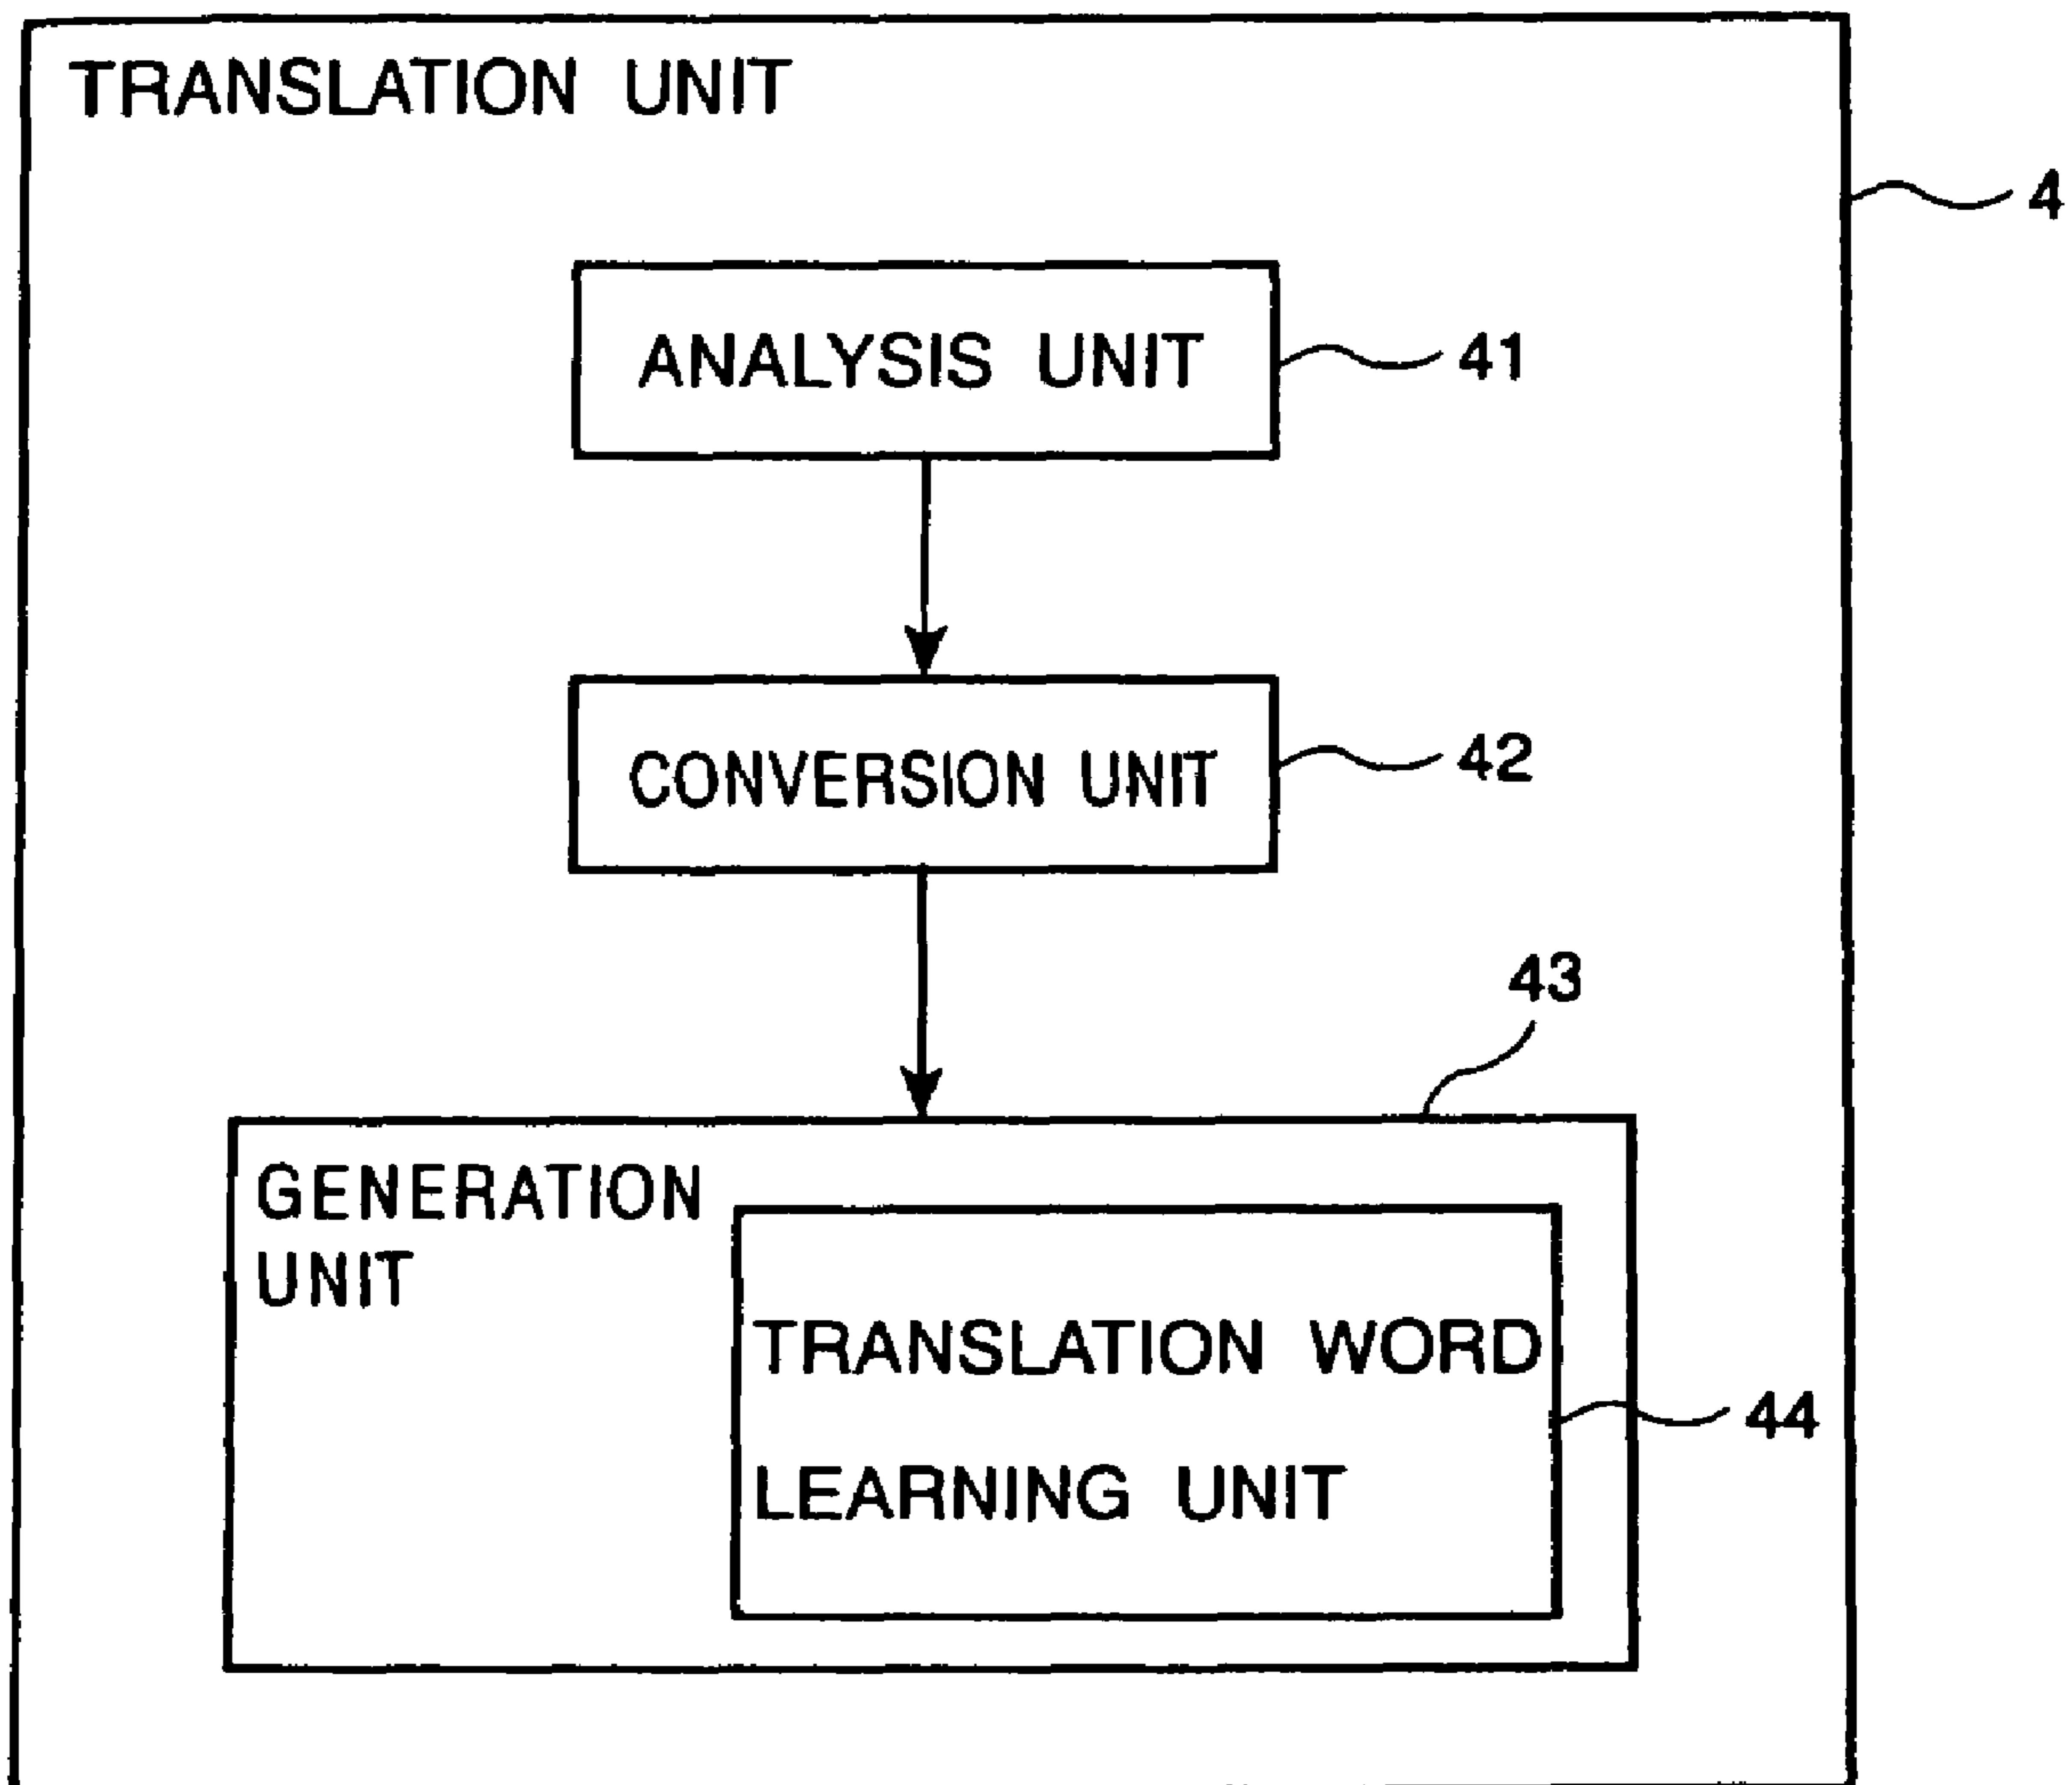 TRANSLATION UNIT
4
ANALYSIS UNIT
41
CONVERSION UNIT
42
43
GENERATION
UNIT
TRANSLATION WORD
LEARNING UNIT
44